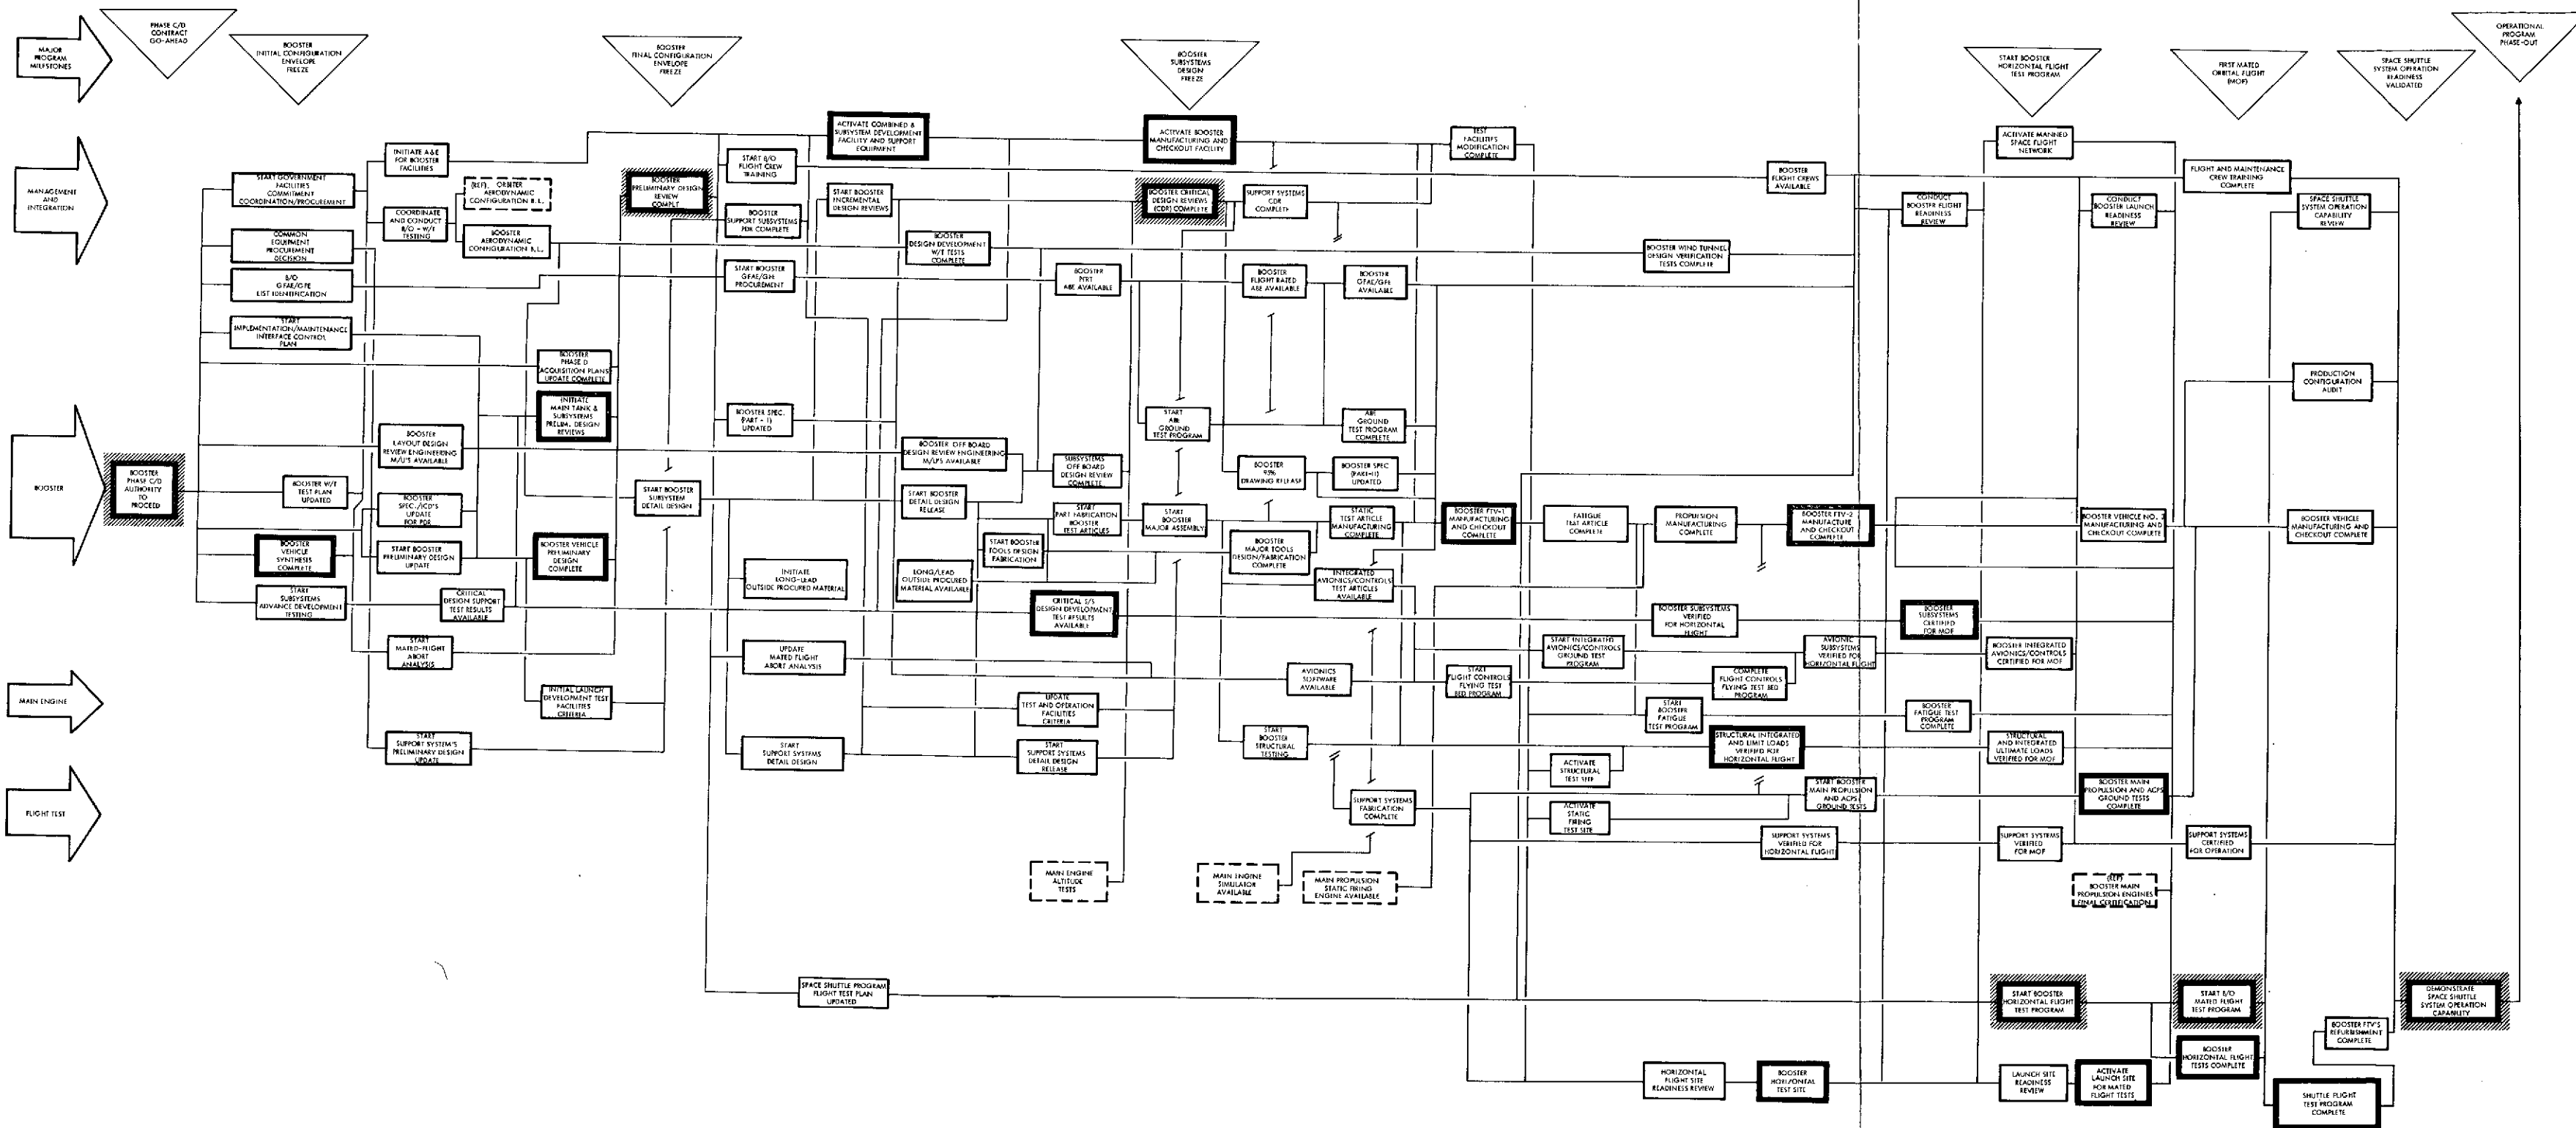 MAJOR
PROGRAM
MILESTONES
PHASE C/D
CONTRACT
GO-AHEAD
BOOSTER
INITIAL CONFIGURATION
ENVELOPE
FREEZE
BOOSTER
FINAL CONFIGURATION
ENVELOPE
FREEZE
BOOSTER
SUBSYSTEMS
DESIGN
FREEZE
START BOOSTER
HORIZONTAL FLIGHT
TEST PROGRAM
FIRST MATED
ORBITAL FLIGHT
(MOF)
SPACE SHUTTLE
SYSTEM OPERATION
READINESS
VALIDATED
OPERATIONAL
PROGRAM
PHASE-OUT
MANAGEMENT
AND
INTEGRATION
START GOVERNMENT
FACILITIES
COMMITMENT
COORDINATION/PROCUREMENT
COMMON
EQUIPMENT
PROCUREMENT
DECISION
B/O
GFAE/GFE
LIST IDENTIFICATION
START
IMPLEMENTATION/MAINTENANCE
INTERFACE CONTROL
PLAN
INITIATE A&E
FOR BOOSTER
FACILITIES
COORDINATE
AND CONDUCT
B/O - W/T
TESTING
(REF). ORBITER
AERODYNAMIC
CONFIGURATION B.L.
BOOSTER
AERODYNAMIC
CONFIGURATION B.L.
BOOSTER
PHASE D
ACQUISITION PLANS
UPDATE COMPLETE
BOOSTER
PRELIMINARY DESIGN
REVIEW
COMPLET
START B/O
FLIGHT CREW
TRAINING
BOOSTER
SUPPORT SUBSYSTEMS
PDR COMPLETE
START BOOSTER
GFAE/GFE
PROCUREMENT
ACTIVATE COMBINED &
SUBSYSTEM DEVELOPMENT
FACILITY AND SUPPORT
EQUIPMENT
START BOOSTER
INCREMENTAL
DESIGN REVIEWS
BOOSTER
DESIGN DEVELOPMENT
W/T TESTS
COMPLETE
BOOSTER
PFRT
ABE AVAILABLE
ACTIVATE BOOSTER
MANUFACTURING AND
CHECKOUT FACILITY
BOOSTER CRITICAL
DESIGN REVIEWS
(CDR) COMPLETE
SUPPORT SYSTEMS
CDR
COMPLETE
BOOSTER
FLIGHT RATED
ABE AVAILABLE
BOOSTER
GFAE/GFE
AVAILABLE
TEST
FACILITIES
MODIFICATION
COMPLETE
BOOSTER WIND TUNNEL
DESIGN VERIFICATION
TESTS COMPLETE
BOOSTER
FLIGHT CREWS
AVAILABLE
CONDUCT
BOOSTER FLIGHT
READINESS
REVIEW
ACTIVATE MANNED
SPACE FLIGHT
NETWORK
CONDUCT
BOOSTER LAUNCH
READINESS
REVIEW
FLIGHT AND MAINTENANCE
CREW TRAINING
COMPLETE
SPACE SHUTTLE
SYSTEM OPERATION
CAPABILITY
REVIEW
PRODUCTION
CONFIGURATION
AUDIT
BOOSTER
BOOSTER
PHASE C/D
AUTHORITY
TO
PROCEED
BOOSTER W/T
TEST PLAN
UPDATED
BOOSTER
VEHICLE
SYNTHESIS
COMPLETE
START
SUBSYSTEMS
ADVANCE DEVELOPMENT
TESTING
BOOSTER
LAYOUT DESIGN
REVIEW ENGINEERING
M/U'S AVAILABLE
BOOSTER
SPEC./ICD'S
UPDATE
FOR PDR
START BOOSTER
PRELIMINARY DESIGN
UPDATE
CRITICAL
DESIGN SUPPORT
TEST RESULTS
AVAILABLE
START
MATED-FLIGHT
ABORT
ANALYSIS
START
SUPPORT SYSTEM'S
PRELIMINARY DESIGN
UPDATE
INITIATE
MAIN TANK &
SUBSYSTEMS
PRELIM. DESIGN
REVIEWS
BOOSTER VEHICLE
PRELIMINARY
DESIGN
COMPLETE
INITIAL LAUNCH
DEVELOPMENT TEST
FACILITIES
CRITERIA
START BOOSTER
SUBSYSTEM
DETAIL DESIGN
BOOSTER SPEC.
(PART - I)
UPDATED
INITIATE
LONG-LEAD
OUTSIDE PROCURED MATERIAL
UPDATE
MATED FLIGHT
ABORT ANALYSIS
START
SUPPORT SYSTEMS
DETAIL DESIGN
BOOSTER OFF BOARD
DESIGN REVIEW ENGINEERING
M/U'S AVAILABLE
START BOOSTER
DETAIL DESIGN
RELEASE
LONG/LEAD
OUTSIDE PROCURED
MATERIAL AVAILABLE
START BOOSTER
TOOLS DESIGN
FABRICATION
SUBSYSTEMS
OFF BOARD
DESIGN REVIEW
COMPLETE
START
PART FABRICATION
BOOSTER
TEST ARTICLES
CRITICAL S/S
DESIGN DEVELOPMENT
TEST RESULTS
AVAILABLE
UPDATE
TEST AND OPERATION
FACILITIES
CRITERIA
START
SUPPORT SYSTEMS
DETAIL DESIGN
RELEASE
START
ABE
GROUND
TEST PROGRAM
START
BOOSTER
MAJOR ASSEMBLY
BOOSTER
95%
DRAWING RELEASE
BOOSTER
MAJOR TOOLS
DESIGN/FABRICATION
COMPLETE
ABE
GROUND
TEST PROGRAM
COMPLETE
BOOSTER SPEC
(PART-II)
UPDATED
STATIC
TEST ARTICLE
MANUFACTURING
COMPLETE
INTEGRATED
AVIONICS/CONTROLS
TEST ARTICLES
AVAILABLE
AVIONICS
SOFTWARE
AVAILABLE
START
BOOSTER
STRUCTURAL
TESTING
BOOSTER FTV-1
MANUFACTURING
AND CHECKOUT
COMPLETE
START
FLIGHT CONTROLS
FLYING TEST
BED PROGRAM
FATIGUE
TEST ARTICLE
COMPLETE
PROPULSION
MANUFACTURING
COMPLETE
BOOSTER FTV-2
MANUFACTURE
AND CHECKOUT
COMPLETE
START INTEGRATED
AVIONICS/CONTROLS
GROUND TEST
PROGRAM
BOOSTER SUBSYSTEMS
VERIFIED
FOR HORIZONTAL
FLIGHT
COMPLETE
FLIGHT CONTROLS
FLYING TEST BED
PROGRAM
AVIONIC
SUBSYSTEMS
VERIFIED FOR
HORIZONTAL FLIGHT
START
BOOSTER
FATIGUE
TEST PROGRAM
STRUCTURAL INTEGRATED
AND LIMIT LOADS
VERIFIED FOR
HORIZONTAL FLIGHT
ACTIVATE
STRUCTURAL
TEST SITE
BOOSTER
SUBSYSTEMS
CERTIFIED
FOR MOF
BOOSTER INTEGRATED
AVIONICS/CONTROLS
CERTIFIED FOR MOF
BOOSTER
FATIGUE TEST
PROGRAM
COMPLETE
STRUCTURAL
AND INTEGRATED
ULTIMATE LOADS
VERIFIED FOR MOF
BOOSTER VEHICLE NO. 3
MANUFACTURING AND
CHECKOUT COMPLETE
BOOSTER VEHICLE
MANUFACTURING AND
CHECKOUT COMPLETE
MAIN ENGINE
FLIGHT TEST
SUPPORT SYSTEMS
FABRICATION
COMPLETE
ACTIVATE
STATIC
FIRING
TEST SITE
START BOOSTER
MAIN PROPULSION
AND ACPS
GROUND TESTS
BOOSTER MAIN
PROPULSION AND ACPS
GROUND TESTS
COMPLETE
SUPPORT SYSTEMS
VERIFIED FOR
HORIZONTAL FLIGHT
SUPPORT SYSTEMS
VERIFIED
FOR MOF
SUPPORT SYSTEMS
CERTIFIED
FOR OPERATION
MAIN ENGINE
ALTITUDE
TESTS
MAIN ENGINE
SIMULATOR
AVAILABLE
MAIN PROPULSION
STATIC FIRING
ENGINE AVAILABLE
(REF)
BOOSTER MAIN
PROPULSION ENGINES
FINAL CERTIFICATION
SPACE SHUTTLE PROGRAM
FLIGHT TEST PLAN
UPDATED
START BOOSTER
HORIZONTAL FLIGHT
TEST PROGRAM
START B/O
MATED FLIGHT
TEST PROGRAM
DEMONSTRATE
SPACE SHUTTLE
SYSTEM OPERATION
CAPABILITY
BOOSTER FTV'S
REFURBISHMENT
COMPLETE
BOOSTER
HORIZONTAL FLIGHT
TESTS COMPLETE
HORIZONTAL
FLIGHT SITE
READINESS REVIEW
BOOSTER
HORIZONTAL
TEST SITE
LAUNCH SITE
READINESS
REVIEW
ACTIVATE
LAUNCH SITE
FOR MATED
FLIGHT TESTS
SHUTTLE FLIGHT
TEST PROGRAM
COMPLETE